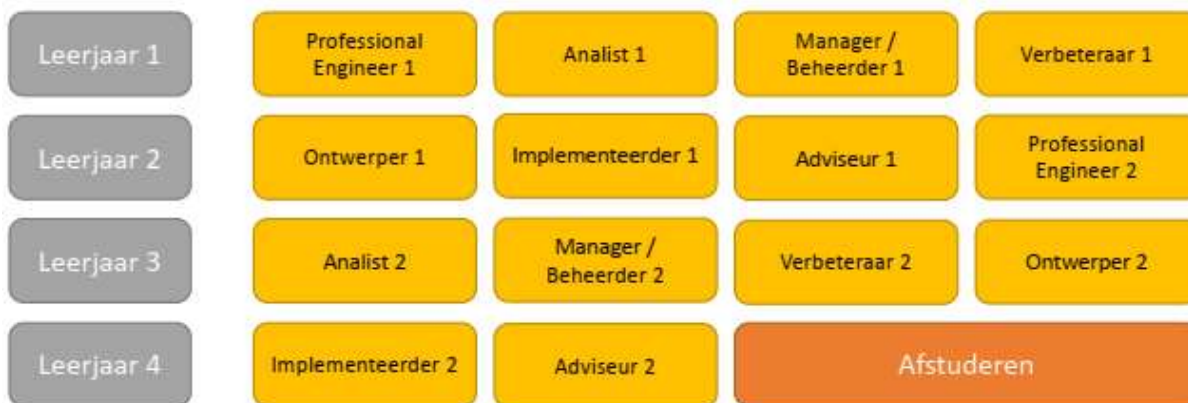 Leerjaar 1
Professional
Engineer 1
Analist 1
Manager /
Beheerder 1
Verbeteraar 1
Leerjaar 2
Ontwerper 1
Implementeerder 1
Adviseur 1
Professional
Engineer 2
Leerjaar 3
Analist 2
Manager /
Beheerder 2
Verbeteraar 2
Ontwerper 2
Leerjaar 4
Implementeerder 2
Adviseur 2
Afstuderen